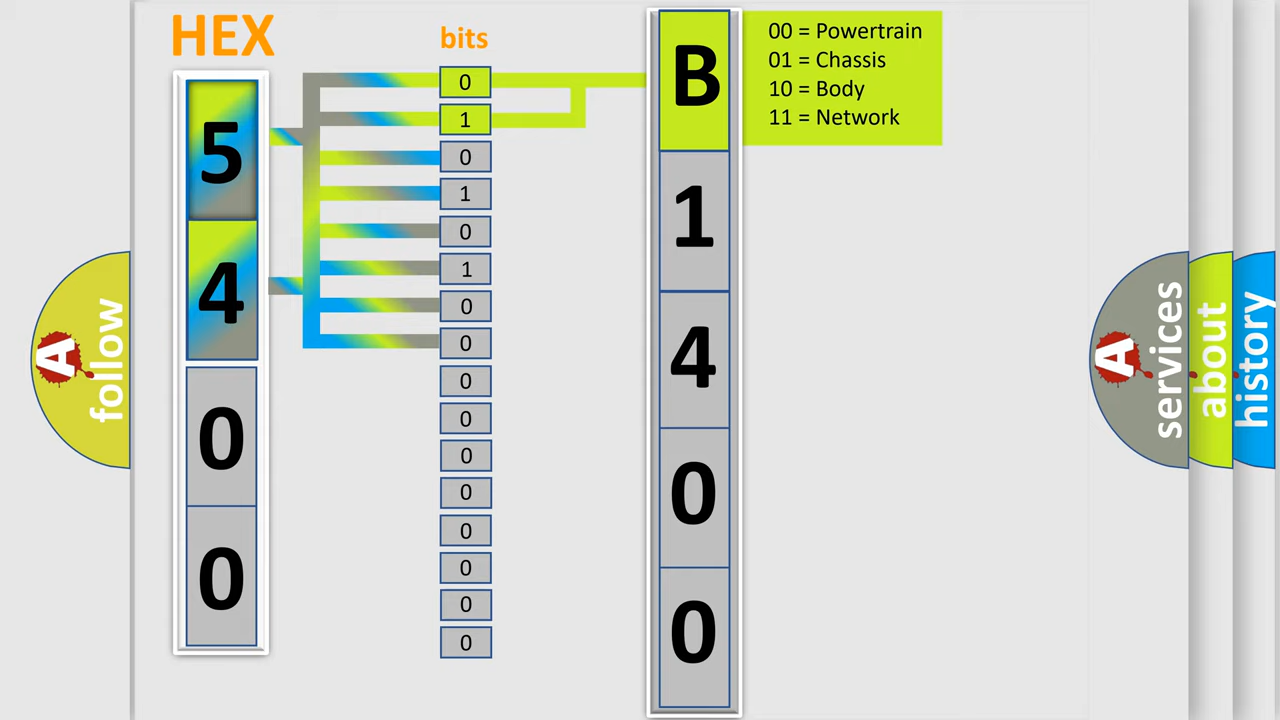 HEX
bits
5
4
0
0
0
1
0
1
0
1
0
0
0
0
0
0
0
0
0
0
B
1
4
0
0
00 = Powertrain
01 = Chassis
10 = Body
11 = Network
A
follow
A
services
about
history